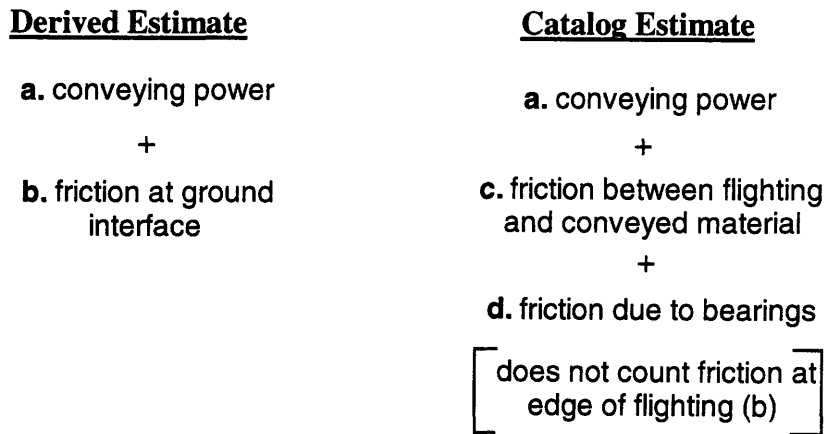 Derived Estimate
a. conveying power
+
b. friction at ground
interface
Catalog Estimate
a. conveying power
+
c. friction between flighting
and conveyed material
+
d. friction due to bearings
does not count friction at
edge of flighting (b)